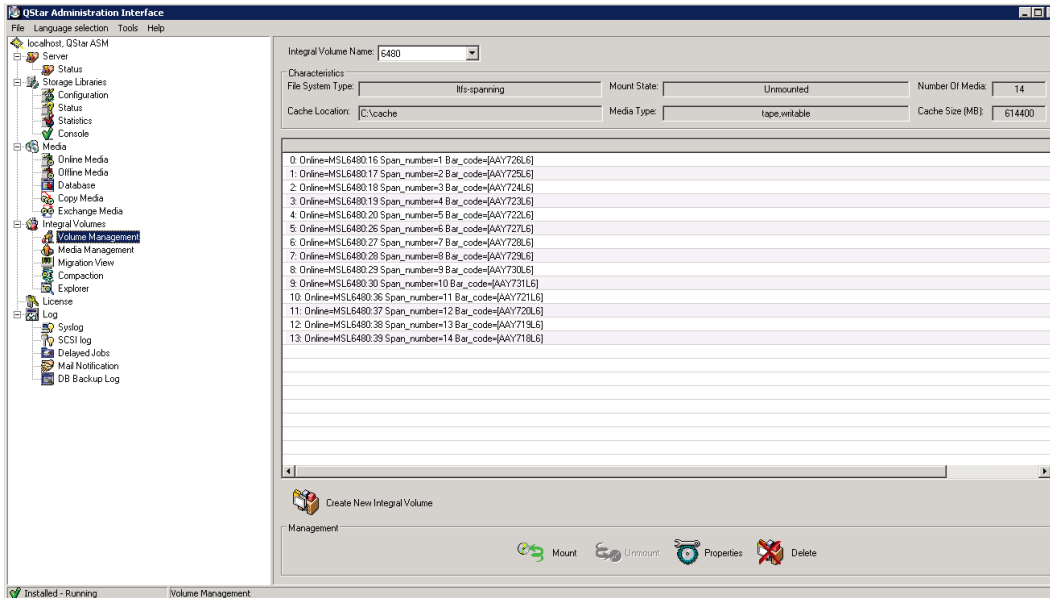 QStar Administration Interface
File Language selection Tools Help
localhost, QStar ASM
Server
Status
Storage Libraries
Configuration
Status
Statistics
Console
Media
Online Media
Offline Media
Database
Copy Media
Exchange Media
Integral Volumes
Volume Management
Media Management
Migration View
Compaction
Explorer
License
Log
Syslog
SCSI log
Delayed Jobs
Mail Notification
DB Backup Log
Integral Volume Name: 6480
Characteristics
File System Type: ltfs-spanning Mount State: Unmounted Number Of Media: 14
Cache Location: C:\cache Media Type: tape,writable Cache Size (MB): 614400
0: Online=MSL6480:16 Span_number=1 Bar_code=[AAY726L6]
1: Online=MSL6480:17 Span_number=2 Bar_code=[AAY725L6]
2: Online=MSL6480:18 Span_number=3 Bar_code=[AAY724L6]
3: Online=MSL6480:19 Span_number=4 Bar_code=[AAY723L6]
4: Online=MSL6480:20 Span_number=5 Bar_code=[AAY722L6]
5: Online=MSL6480:26 Span_number=6 Bar_code=[AAY727L6]
6: Online=MSL6480:27 Span_number=7 Bar_code=[AAY728L6]
7: Online=MSL6480:28 Span_number=8 Bar_code=[AAY729L6]
8: Online=MSL6480:29 Span_number=9 Bar_code=[AAY730L6]
9: Online=MSL6480:30 Span_number=10 Bar_code=[AAY731L6]
10: Online=MSL6480:36 Span_number=11 Bar_code=[AAY721L6]
11: Online=MSL6480:37 Span_number=12 Bar_code=[AAY720L6]
12: Online=MSL6480:38 Span_number=13 Bar_code=[AAY719L6]
13: Online=MSL6480:39 Span_number=14 Bar_code=[AAY718L6]
Create New Integral Volume
Management
Mount Unmount Properties Delete
Installed - Running Volume Management